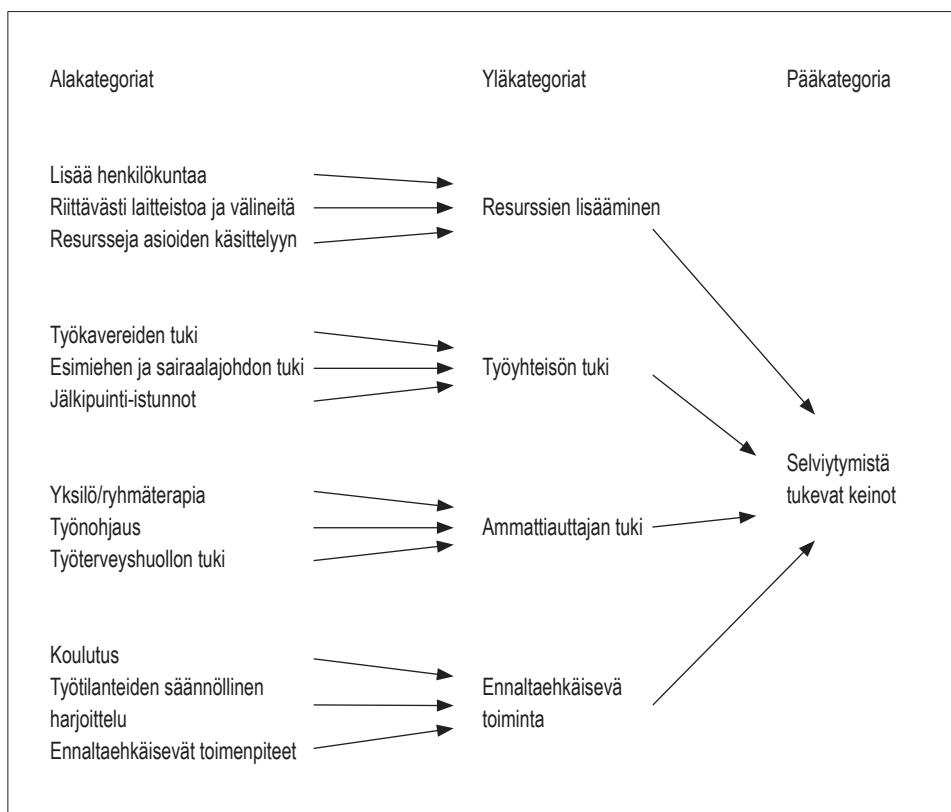 Alakategoriat
Yläkategoriat
Pääkategoria
Lisää henkilökuntaa
Riittävästi laitteistoa ja välineitä
Resursseja asioiden käsittelyyn
Resurssien lisääminen
Työkavereiden tuki
Esimiehen ja sairaalajohdon tuki
Jälkipuinti-istunnot
Työyhteisön tuki
Yksilö/ryhmäterapia
Työnohjaus
Työterveyshuollon tuki
Ammattiauttajan tuki
Koulutus
Työtilanteiden säännöllinen
harjoittelu
Ennaltaehkäisevät toimenpiteet
Ennaltaehkäisevä
toiminta
Selviytymistä
tukevat keinot